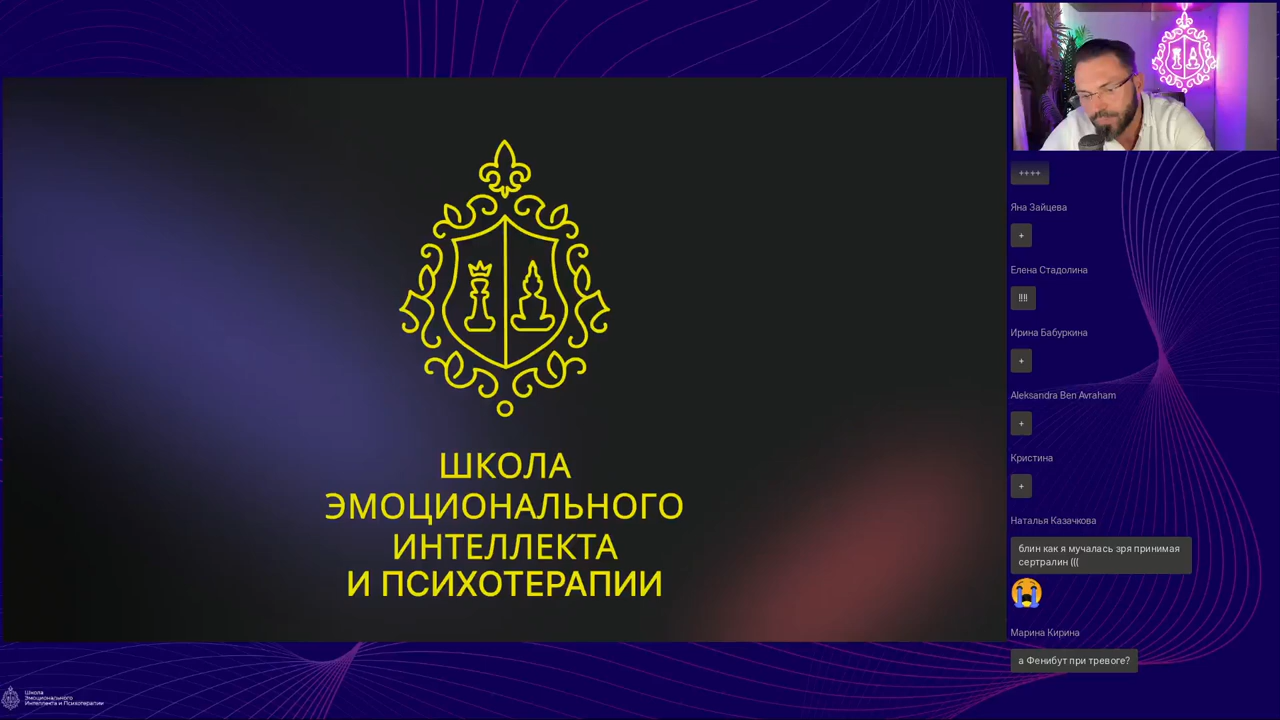 ШКОЛА
ЭМОЦИОНАЛЬНОГО
ИНТЕЛЛЕКТА
И ПСИХОТЕРАПИИ
++++
Яна Зайцева
+
Елена Стадолина
!!!!
Ирина Бабуркина
+
Aleksandra Ben Avraham
+
Кристина
+
Наталья Казачкова
блин как я мучалась зря принимая
сертралин (((
Марина Кирина
а Фенибут при тревоге?
Школа
Эмоционального
Интеллекта и Психотерапии